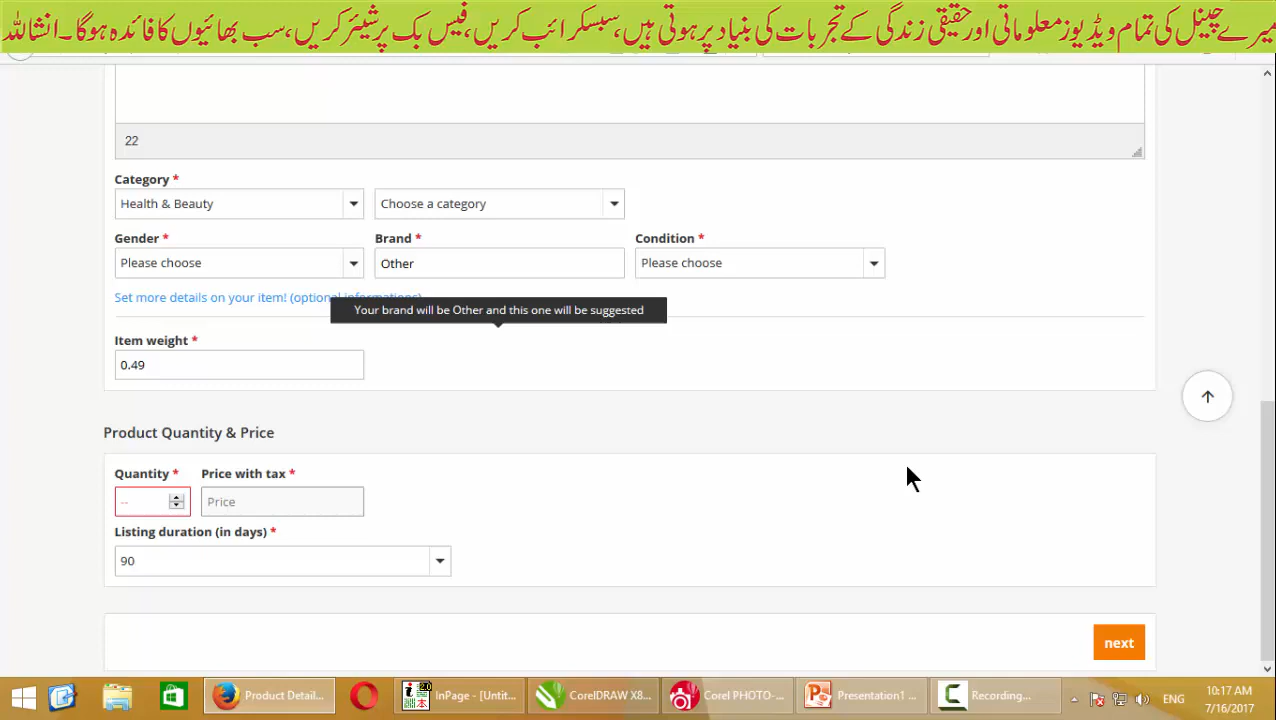 میرے چینل کی تمام ویڈیوز معلوماتی اور حقیقی زندگی کے تجربات کی بنیاد پر ہوتی ہیں، سبسکرائب کریں، فیس بک پر شیئر کریں، سب بھائیوں کا فائدہ ہوگا۔ انشاللہ
22
Category *
Health & Beauty Choose a category
Gender * Brand * Condition *
Please choose Other Please choose
Set more details on your item! (optional informations)
Your brand will be Other and this one will be suggested
Item weight *
0.49
Product Quantity & Price
Quantity * Price with tax *
-- Price
Listing duration (in days) *
90
next
Product Detail... InPage - [Untit... CorelDRAW X8... Corel PHOTO-... Presentation1 ... Recording... ENG 10:17 AM
7/16/2017